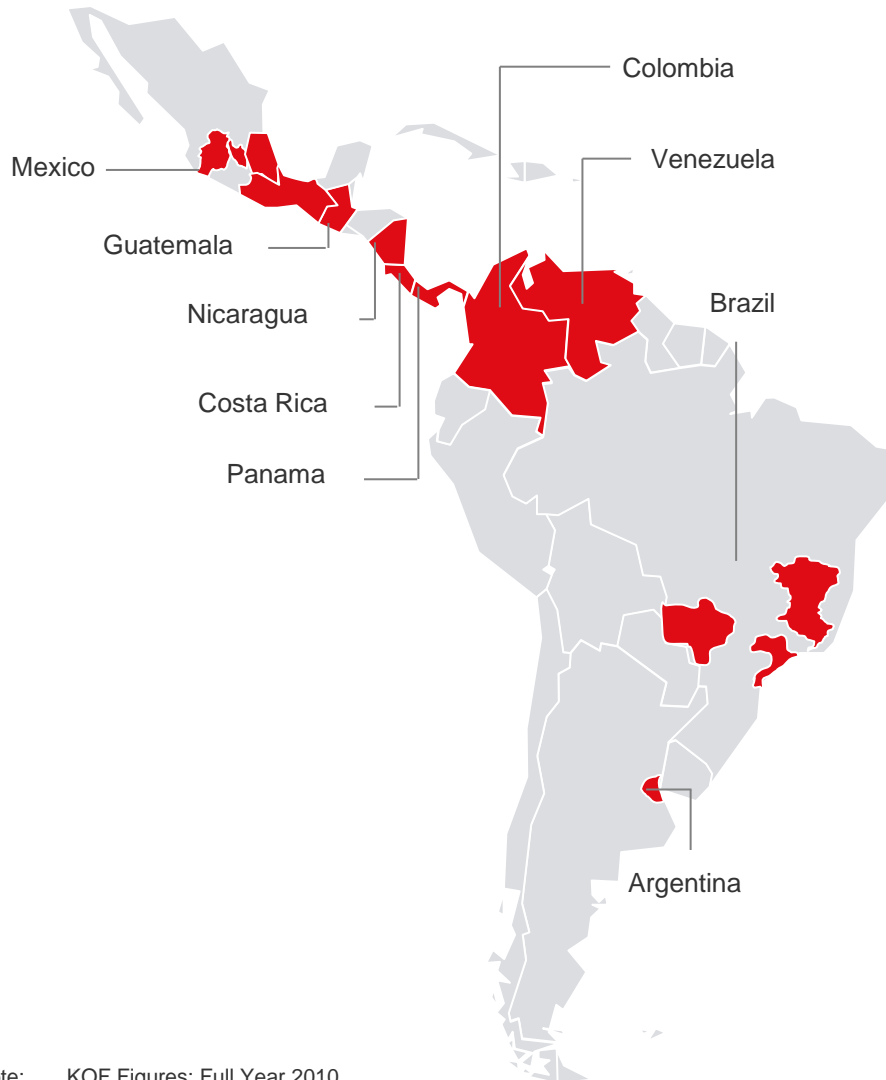 Colombia
Mexico
Venezuela
Guatemala
Brazil
Nicaragua
Costa Rica
Panama
Argentina
KOF Figures: Full Year 2010